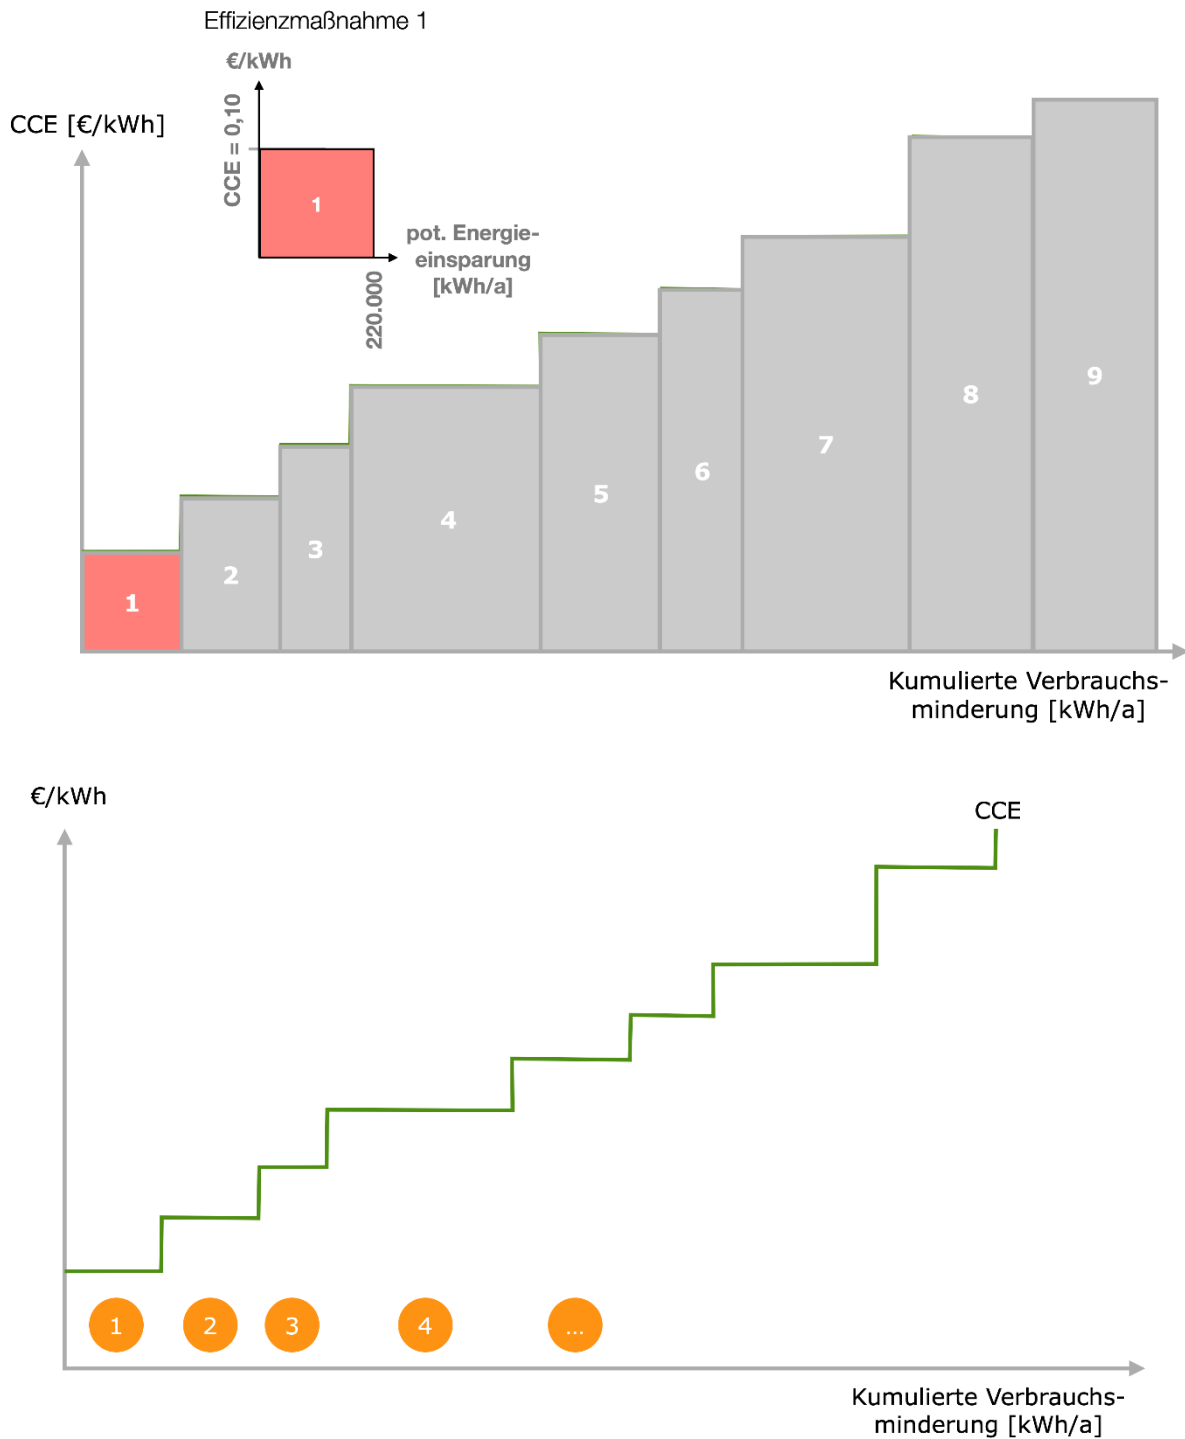 Effizienzmaßnahme 1
€/kWh
CCE = 0,10
CCE [€/kWh]
1
pot. Energie-
einsparung
[kWh/a]
220.000
1
2
3
4
5
6
7
8
9
Kumulierte Verbrauchs-
minderung [kWh/a]
€/kWh
CCE
1
2
3
4
...
Kumulierte Verbrauchs-
minderung [kWh/a]